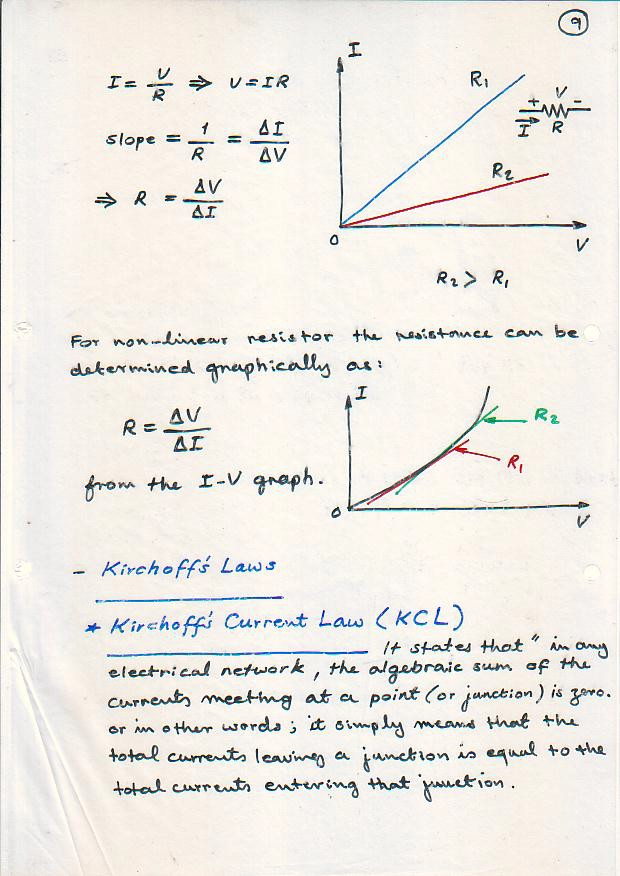 9
I = V/R ⇒ V = IR
slope = 1/R = ΔI/ΔV
⇒ R = ΔV/ΔI
I
R₁
V
+ -
I R
R₂
0
V
R₂ > R₁
For non-linear resistor the resistance can be
determined graphically as:
R = ΔV/ΔI
from the I-V graph.
I
R₂
R₁
0
V
- Kirchoff's Laws
* Kirchoff's Current Law (KCL)
It states that " in any
electrical network, the algebraic sum of the
currents meeting at a point (or junction) is zero.
or in other words; it simply means that the
total currents leaving a junction is equal to the
total currents entering that junction.